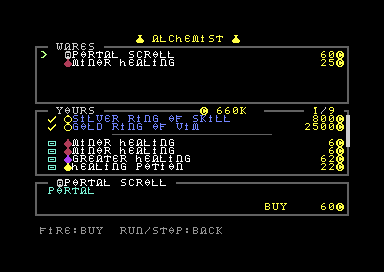 ALCHEMIST
WARES
> PORTAL SCROLL 60
MINOR HEALING 25
YOURS 660K 1/9
SILVER RING OF SKILL 800
GOLD RING OF VIM 2500
MINOR HEALING 6
MINOR HEALING 6
GREATER HEALING 62
HEALING POTION 22
PORTAL SCROLL
PORTAL
BUY 60
FIRE:BUY RUN/STOP:BACK